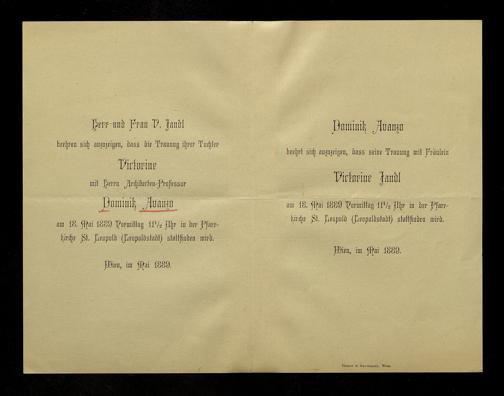 Herr und Frau V. Jandl
beehren sich anzuzeigen, dass die Trauung ihrer Tochter
Victorine
mit Herrn Architecten-Professor
Dominik Avanzo
am 18. Mai 1889 Vormittag 11½ Uhr in der Pfarr-
kirche St. Leopold (Leopoldstadt) stattfinden wird.
Wien, im Mai 1889.
Dominik Avanzo
beehrt sich anzuzeigen, dass seine Trauung mit Fräulein
Victorine Jandl
am 18. Mai 1889 Vormittag 11½ Uhr in der Pfarr-
kirche St. Leopold (Leopoldstadt) stattfinden wird.
Wien, im Mai 1889.
Wien.